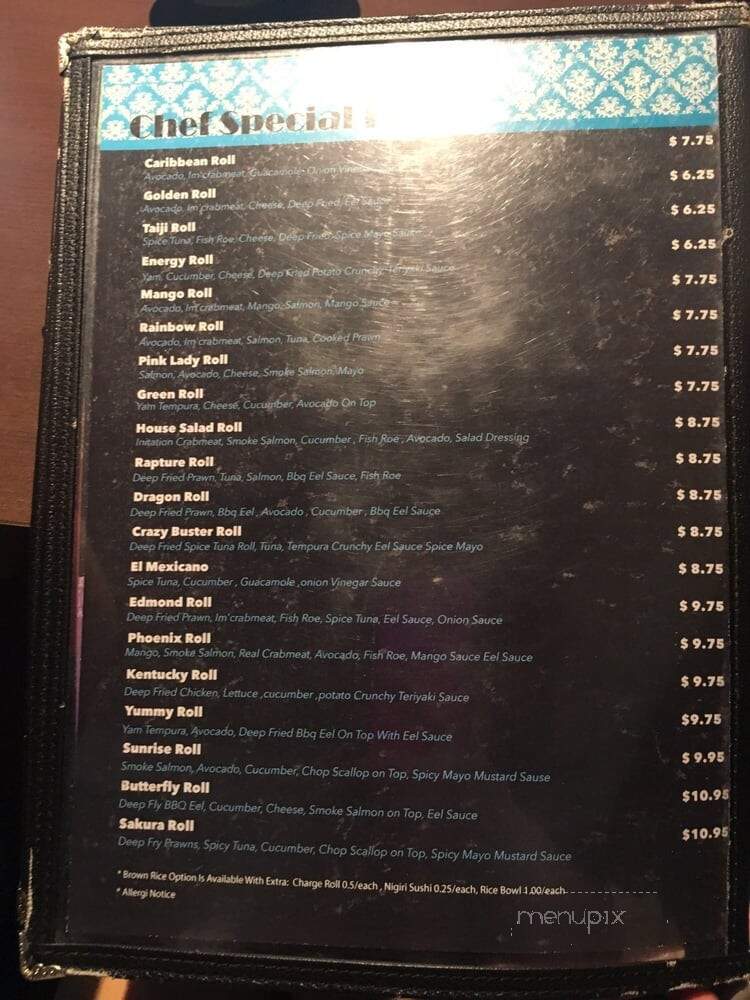 Chef Special
Caribbean Roll $ 7.75
Avocado, Im'crabmeat, Guacamole, Onion Vinegar
Golden Roll $ 6.25
Avocado, Im'crabmeat, Cheese, Deep Fried, Eel Sauce
Taiji Roll $ 6.25
Spice Tuna, Fish Roe, Cheese, Deep Fried, Spice Mayo Sauce
Energy Roll $ 6.25
Yam, Cucumber, Cheese, Deep Kried Potato Crunchy, Teriyaki Sauce
Mango Roll $ 7.75
Avocado, Im'crabmeat, Mango, Salmon, Mango Sauce
Rainbow Roll $ 7.75
Avocado, Im'crabmeat, Salmon, Tuna, Cooked Prawn
Pink Lady Roll $ 7.75
Salmon, Avocado, Cheese, Smoke Salmon, Mayo
Green Roll $ 7.75
Yam Tempura, Cheese, Cucumber, Avocado On Top
House Salad Roll $ 8.75
Initation Crabmeat, Smoke Salmon, Cucumber , Fish Roe , Avocado, Salad Dressing
Rapture Roll $ 8.75
Deep Fried Prawn, Tuna, Salmon, Bbq Eel Sauce, Fish Roe
Dragon Roll $ 8.75
Deep Fried Prawn, Bbq Eel , Avocado , Cucumber , Bbq Eel Sauce
Crazy Buster Roll $ 8.75
Deep Fried Spice Tuna Roll, Tuna, Tempura Crunchy Eel Sauce Spice Mayo
El Mexicano $ 8.75
Spice Tuna, Cucumber , Guacamole ,onion Vinegar Sauce
Edmond Roll $ 9.75
Deep Fried Prawn, Im'crabmeat, Fish Roe, Spice Tuna, Eel Sauce, Onion Sauce
Phoenix Roll $ 9.75
Mango, Smoke Salmon, Real Crabmeat, Avocado, Fish Roe, Mango Sauce Eel Sauce
Kentucky Roll $ 9.75
Deep Fried Chicken, Lettuce ,cucumber ,potato Crunchy Teriyaki Sauce
Yummy Roll $9.75
Yam Tempura, Avocado, Deep Fried Bbq Eel On Top With Eel Sauce
Sunrise Roll $ 9.95
Smoke Salmon, Avocado, Cucumber, Chop Scallop on Top, Spicy Mayo Mustard Sause
Butterfly Roll $10.95
Deep Fly BBQ Eel, Cucumber, Cheese, Smoke Salmon on Top, Eel Sauce
Sakura Roll $10.95
Deep Fry Prawns, Spicy Tuna, Cucumber, Chop Scallop on Top, Spicy Mayo Mustard Sauce
* Brown Rice Option Is Available With Extra: Charge Roll 0.5/each , Nigiri Sushi 0.25/each, Rice Bowl 1.00/each
* Allergi Notice
menupix